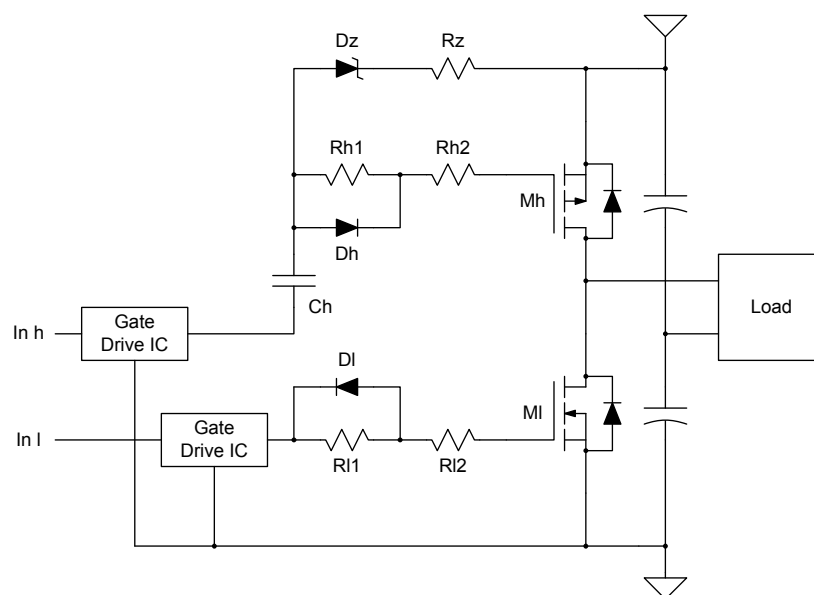 Dz
Rz
Rh1
Rh2
Mh
Dh
Ch
Load
In h
Gate
Drive IC
Dl
Ml
In l
Gate
Drive IC
Rl1
Rl2